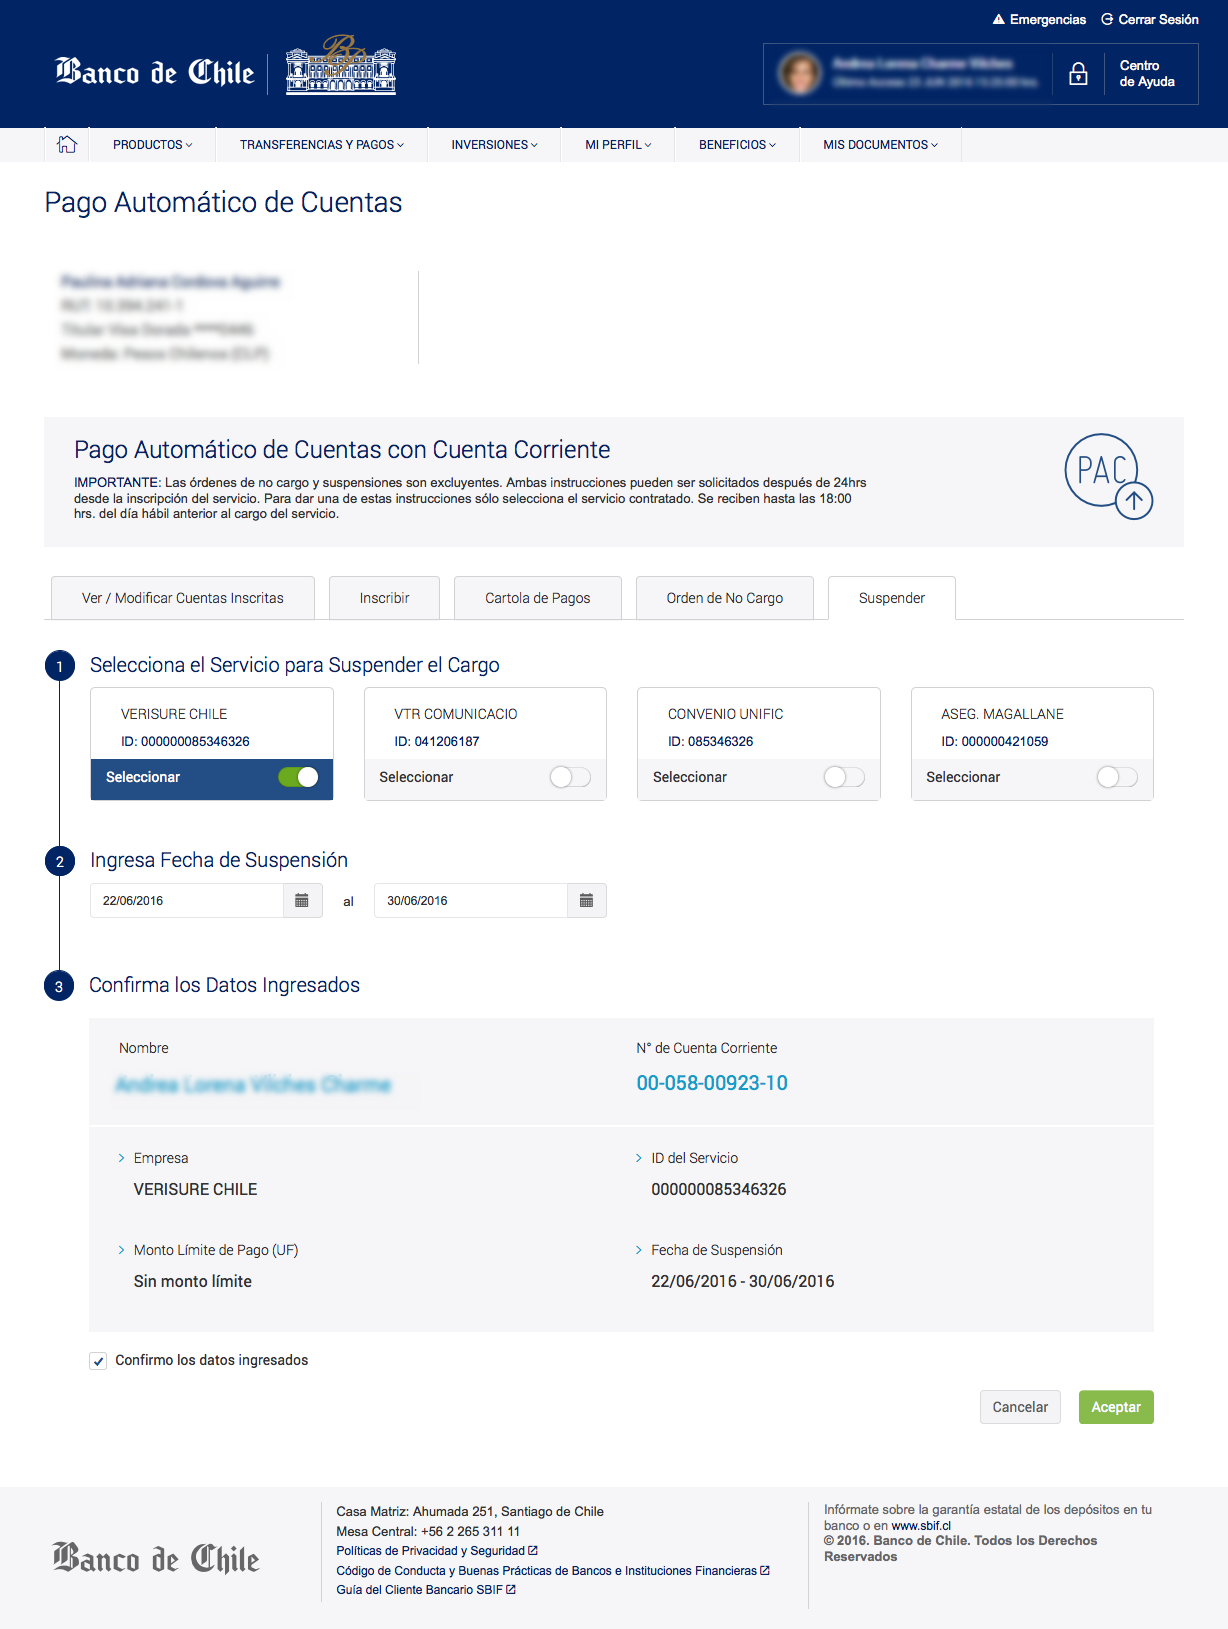 Emergencias Cerrar Sesión
Banco de Chile
Centro
de Ayuda
PRODUCTOS TRANSFERENCIAS Y PAGOS INVERSIONES MI PERFIL BENEFICIOS MIS DOCUMENTOS
Pago Automático de Cuentas
Pago Automático de Cuentas con Cuenta Corriente
IMPORTANTE: Las órdenes de no cargo y suspensiones son excluyentes. Ambas instrucciones pueden ser solicitados después de 24hrs
desde la inscripción del servicio. Para dar una de estas instrucciones sólo selecciona el servicio contratado. Se reciben hasta las 18:00
hrs. del día hábil anterior al cargo del servicio.
PAC
Ver / Modificar Cuentas Inscritas Inscribir Cartola de Pagos Orden de No Cargo Suspender
1 Selecciona el Servicio para Suspender el Cargo
VERISURE CHILE
ID: 000000085346326
Seleccionar
VTR COMUNICACIO
ID: 041206187
Seleccionar
CONVENIO UNIFIC
ID: 085346326
Seleccionar
ASEG. MAGALLANE
ID: 000000421059
Seleccionar
2 Ingresa Fecha de Suspensión
22/06/2016 al 30/06/2016
3 Confirma los Datos Ingresados
Nombre
N° de Cuenta Corriente
00-058-00923-10
Empresa
VERISURE CHILE
ID del Servicio
000000085346326
Monto Límite de Pago (UF)
Sin monto límite
Fecha de Suspensión
22/06/2016 - 30/06/2016
Confirmo los datos ingresados
Cancelar Aceptar
Banco de Chile
Casa Matriz: Ahumada 251, Santiago de Chile
Mesa Central: +56 2 265 311 11
Políticas de Privacidad y Seguridad
Código de Conducta y Buenas Prácticas de Bancos e Instituciones Financieras
Guía del Cliente Bancario SBIF
Infórmate sobre la garantía estatal de los depósitos en tu
banco o en www.sbif.cl
© 2016. Banco de Chile. Todos los Derechos
Reservados